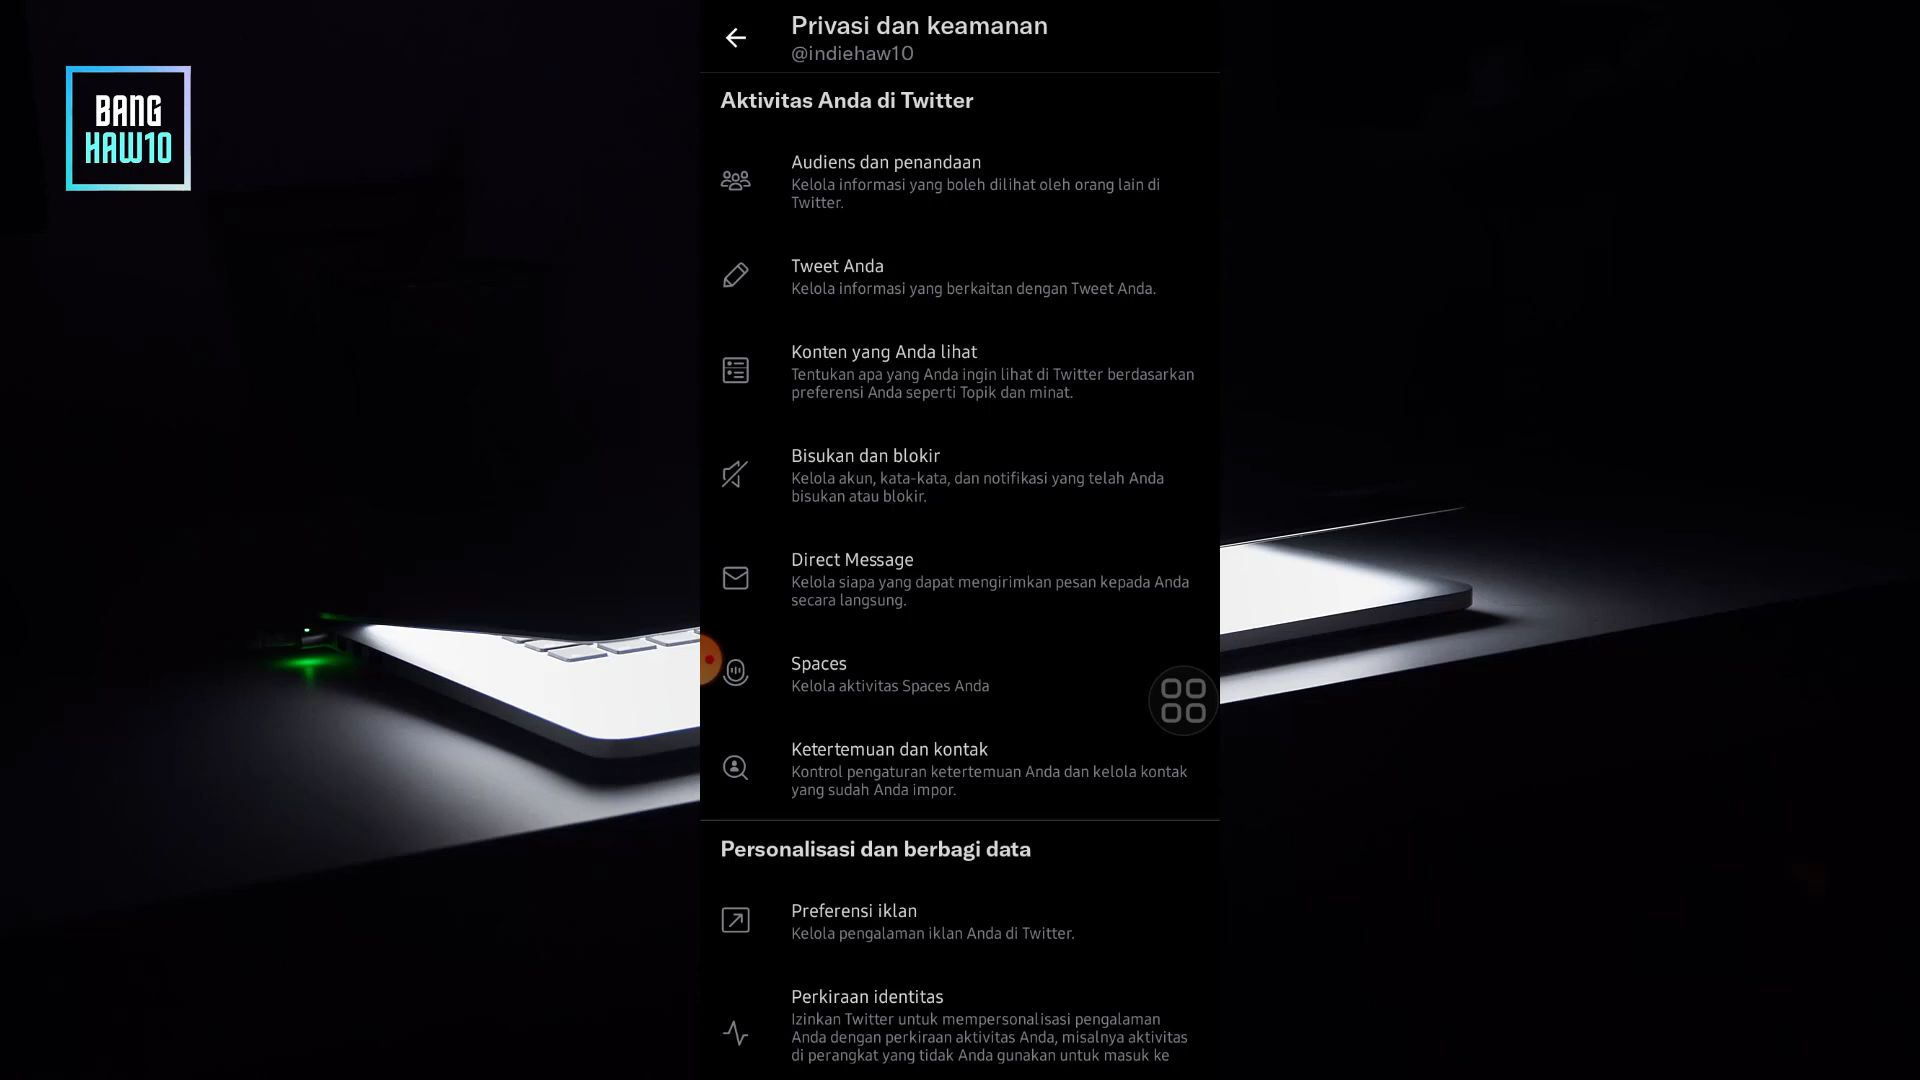 BANG
HAW10
Privasi dan keamanan
@indiehaw10
Aktivitas Anda di Twitter
Audiens dan penandaan
Kelola informasi yang boleh dilihat oleh orang lain di
Twitter.
Tweet Anda
Kelola informasi yang berkaitan dengan Tweet Anda.
Konten yang Anda lihat
Tentukan apa yang Anda ingin lihat di Twitter berdasarkan
preferensi Anda seperti Topik dan minat.
Bisukan dan blokir
Kelola akun, kata-kata, dan notifikasi yang telah Anda
bisukan atau blokir.
Direct Message
Kelola siapa yang dapat mengirimkan pesan kepada Anda
secara langsung.
Spaces
Kelola aktivitas Spaces Anda
Ketertemuan dan kontak
Kontrol pengaturan ketertemuan Anda dan kelola kontak
yang sudah Anda impor.
Personalisasi dan berbagi data
Preferensi iklan
Kelola pengalaman iklan Anda di Twitter.
Perkiraan identitas
Izinkan Twitter untuk mempersonalisasi pengalaman
Anda dengan perkiraan aktivitas Anda, misalnya aktivitas
di perangkat yang tidak Anda gunakan untuk masuk ke